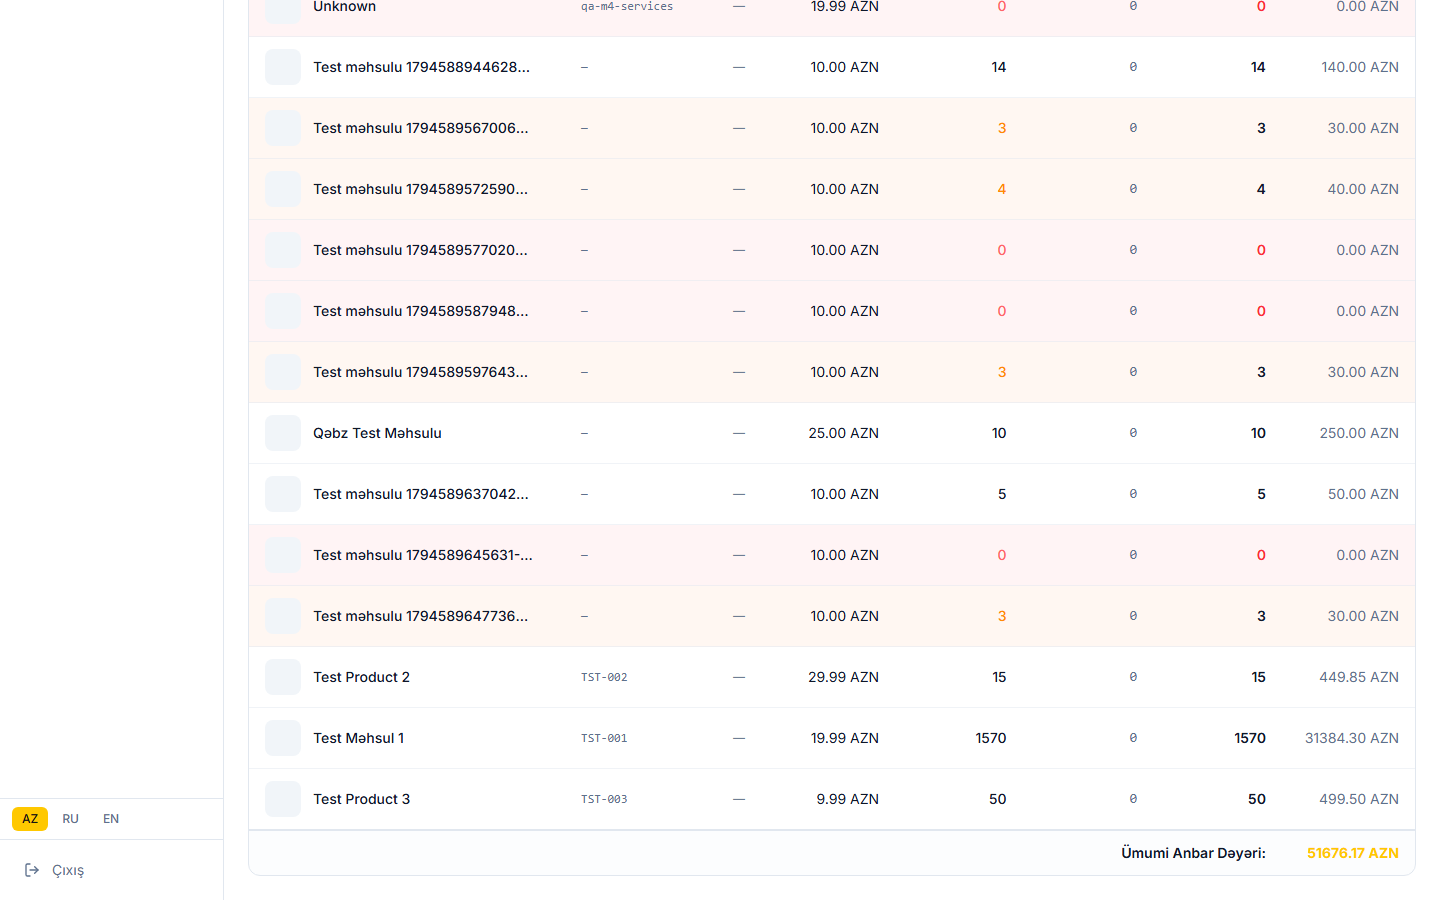 Unknown qa-m4-services — 19.99 AZN 0 0 0 0.00 AZN
Test məhsulu 1794588944628... – — 10.00 AZN 14 0 14 140.00 AZN
Test məhsulu 1794589567006... – — 10.00 AZN 3 0 3 30.00 AZN
Test məhsulu 1794589572590... – — 10.00 AZN 4 0 4 40.00 AZN
Test məhsulu 1794589577020... – — 10.00 AZN 0 0 0 0.00 AZN
Test məhsulu 1794589587948... – — 10.00 AZN 0 0 0 0.00 AZN
Test məhsulu 1794589597643... – — 10.00 AZN 3 0 3 30.00 AZN
Qəbz Test Məhsulu – — 25.00 AZN 10 0 10 250.00 AZN
Test məhsulu 1794589637042... – — 10.00 AZN 5 0 5 50.00 AZN
Test məhsulu 1794589645631-... – — 10.00 AZN 0 0 0 0.00 AZN
Test məhsulu 1794589647736... – — 10.00 AZN 3 0 3 30.00 AZN
Test Product 2 TST-002 — 29.99 AZN 15 0 15 449.85 AZN
Test Məhsul 1 TST-001 — 19.99 AZN 1570 0 1570 31384.30 AZN
Test Product 3 TST-003 — 9.99 AZN 50 0 50 499.50 AZN
Ümumi Anbar Dəyəri: 51676.17 AZN
AZ RU EN
Çıxış